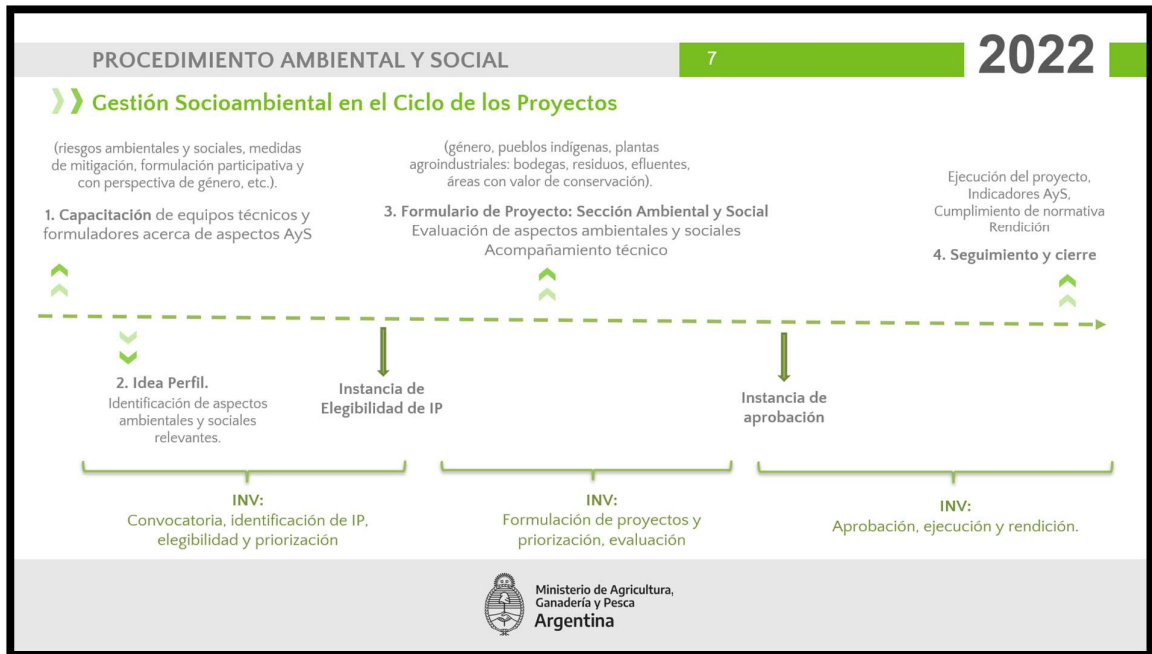 PROCEDIMIENTO AMBIENTAL Y SOCIAL
7
2022
Gestión Socioambiental en el Ciclo de los Proyectos
(riesgos ambientales y sociales, medidas
de mitigación, formulación participativa y
con perspectiva de género, etc.).
1. Capacitación de equipos técnicos y
formuladores acerca de aspectos AyS
(género, pueblos indígenas, plantas
agroindustriales: bodegas, residuos, efluentes,
áreas con valor de conservación).
3. Formulario de Proyecto: Sección Ambiental y Social
Evaluación de aspectos ambientales y sociales
Acompañamiento técnico
Ejecución del proyecto,
Indicadores AyS,
Cumplimiento de normativa
Rendición
4. Seguimiento y cierre
2. Idea Perfil.
Identificación de aspectos
ambientales y sociales
relevantes.
Instancia de
Elegibilidad de IP
Instancia de
aprobación
INV:
Convocatoria, identificación de IP,
elegibilidad y priorización
INV:
Formulación de proyectos y
priorización, evaluación
INV:
Aprobación, ejecución y rendición.
Ministerio de Agricultura,
Ganadería y Pesca
Argentina